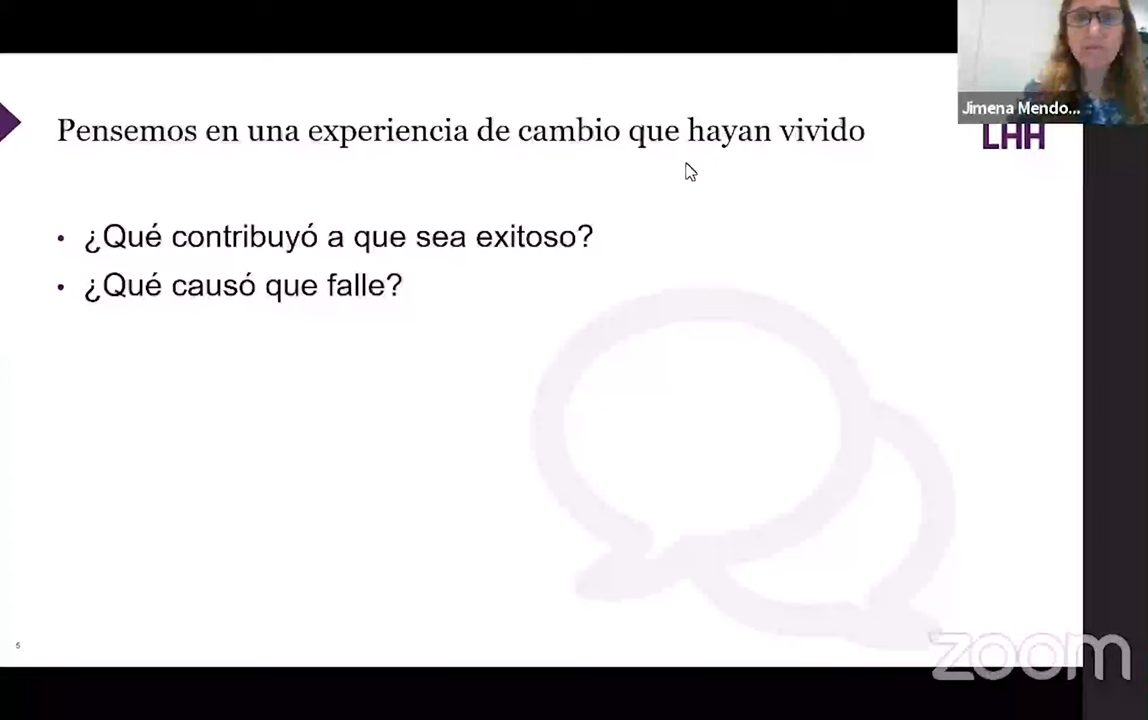 Jimena Mendo...
LHH
Pensemos en una experiencia de cambio que hayan vivido
• ¿Qué contribuyó a que sea exitoso?
• ¿Qué causó que falle?
5
zoom